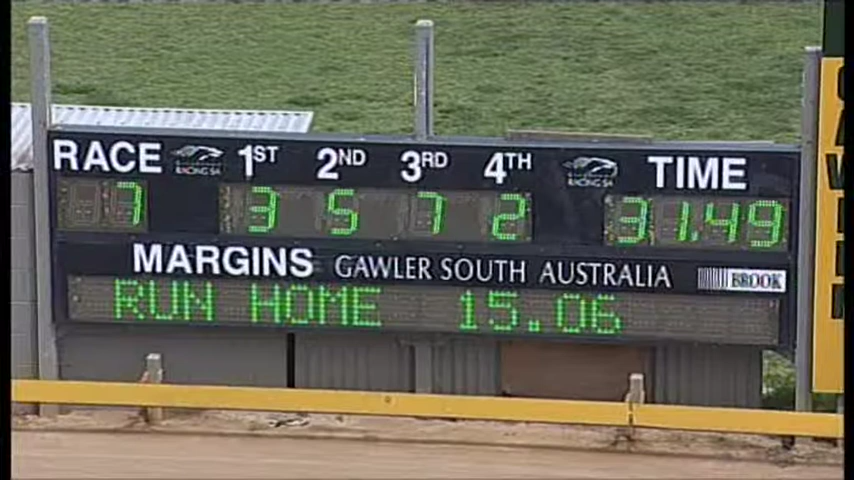 RACE 1ST 2ND 3RD 4TH TIME
RACING SA RACING SA
7 3 5 7 2 31.49
MARGINS GAWLER SOUTH AUSTRALIA BROOK
RUN HOME 15.06
GAWLER